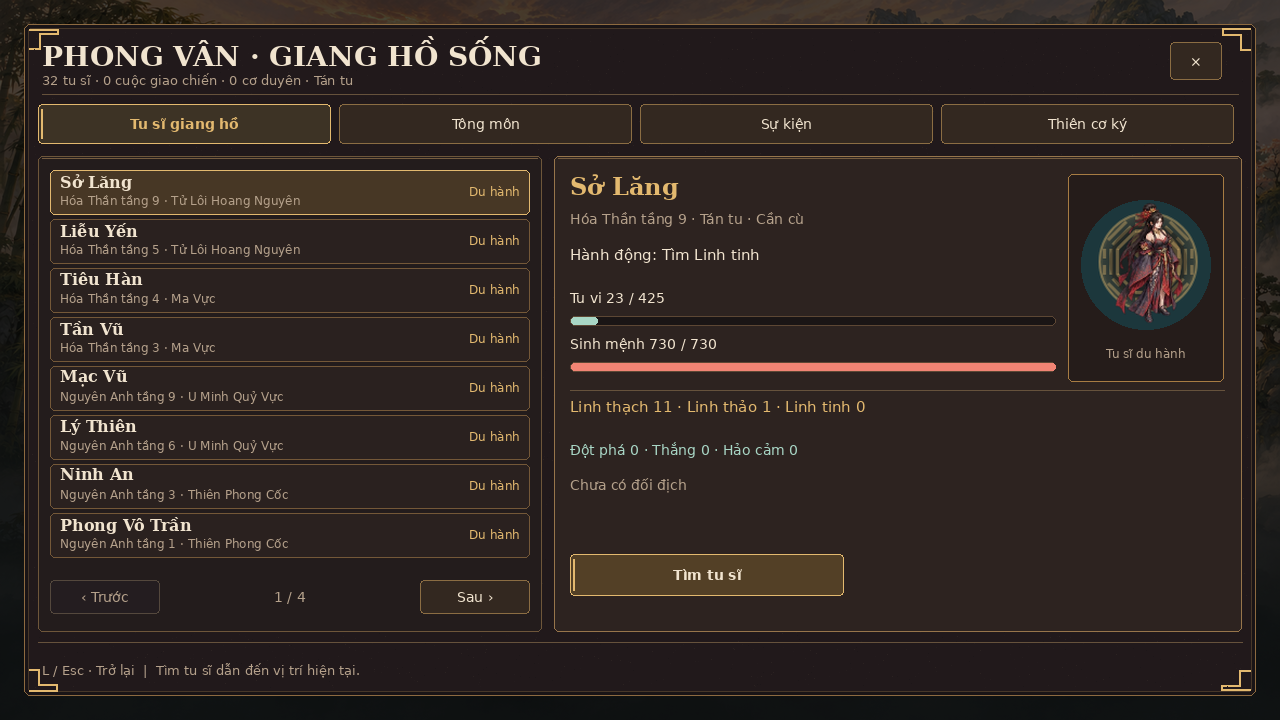 PHONG VÂN · GIANG HỒ SỐNG
32 tu sĩ · 0 cuộc giao chiến · 0 cơ duyên · Tán tu
×
Tu sĩ giang hồ
Tông môn
Sự kiện
Thiên cơ ký
Sở Lăng
Hóa Thần tầng 9 · Tử Lôi Hoang Nguyên
Du hành
Liễu Yến
Hóa Thần tầng 5 · Tử Lôi Hoang Nguyên
Du hành
Tiêu Hàn
Hóa Thần tầng 4 · Ma Vực
Du hành
Tần Vũ
Hóa Thần tầng 3 · Ma Vực
Du hành
Mạc Vũ
Nguyên Anh tầng 9 · U Minh Quỷ Vực
Du hành
Lý Thiên
Nguyên Anh tầng 6 · U Minh Quỷ Vực
Du hành
Ninh An
Nguyên Anh tầng 3 · Thiên Phong Cốc
Du hành
Phong Vô Trần
Nguyên Anh tầng 1 · Thiên Phong Cốc
Du hành
‹ Trước
1 / 4
Sau ›
Sở Lăng
Hóa Thần tầng 9 · Tán tu · Cần cù
Hành động: Tìm Linh tinh
Tu vi 23 / 425
Sinh mệnh 730 / 730
Tu sĩ du hành
Linh thạch 11 · Linh thảo 1 · Linh tinh 0
Đột phá 0 · Thắng 0 · Hảo cảm 0
Chưa có đối địch
Tìm tu sĩ
L / Esc · Trở lại | Tìm tu sĩ dẫn đến vị trí hiện tại.